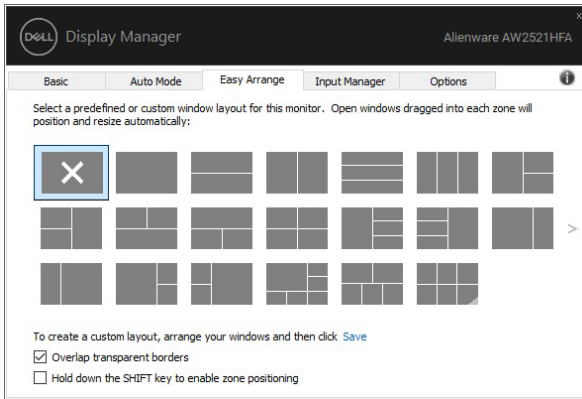 DELL Display Manager
Alienware AW2521HFA
x
Basic Auto Mode Easy Arrange Input Manager Options
Select a predefined or custom window layout for this monitor. Open windows dragged into each zone will
position and resize automatically:
>
To create a custom layout, arrange your windows and then click Save
Overlap transparent borders
Hold down the SHIFT key to enable zone positioning